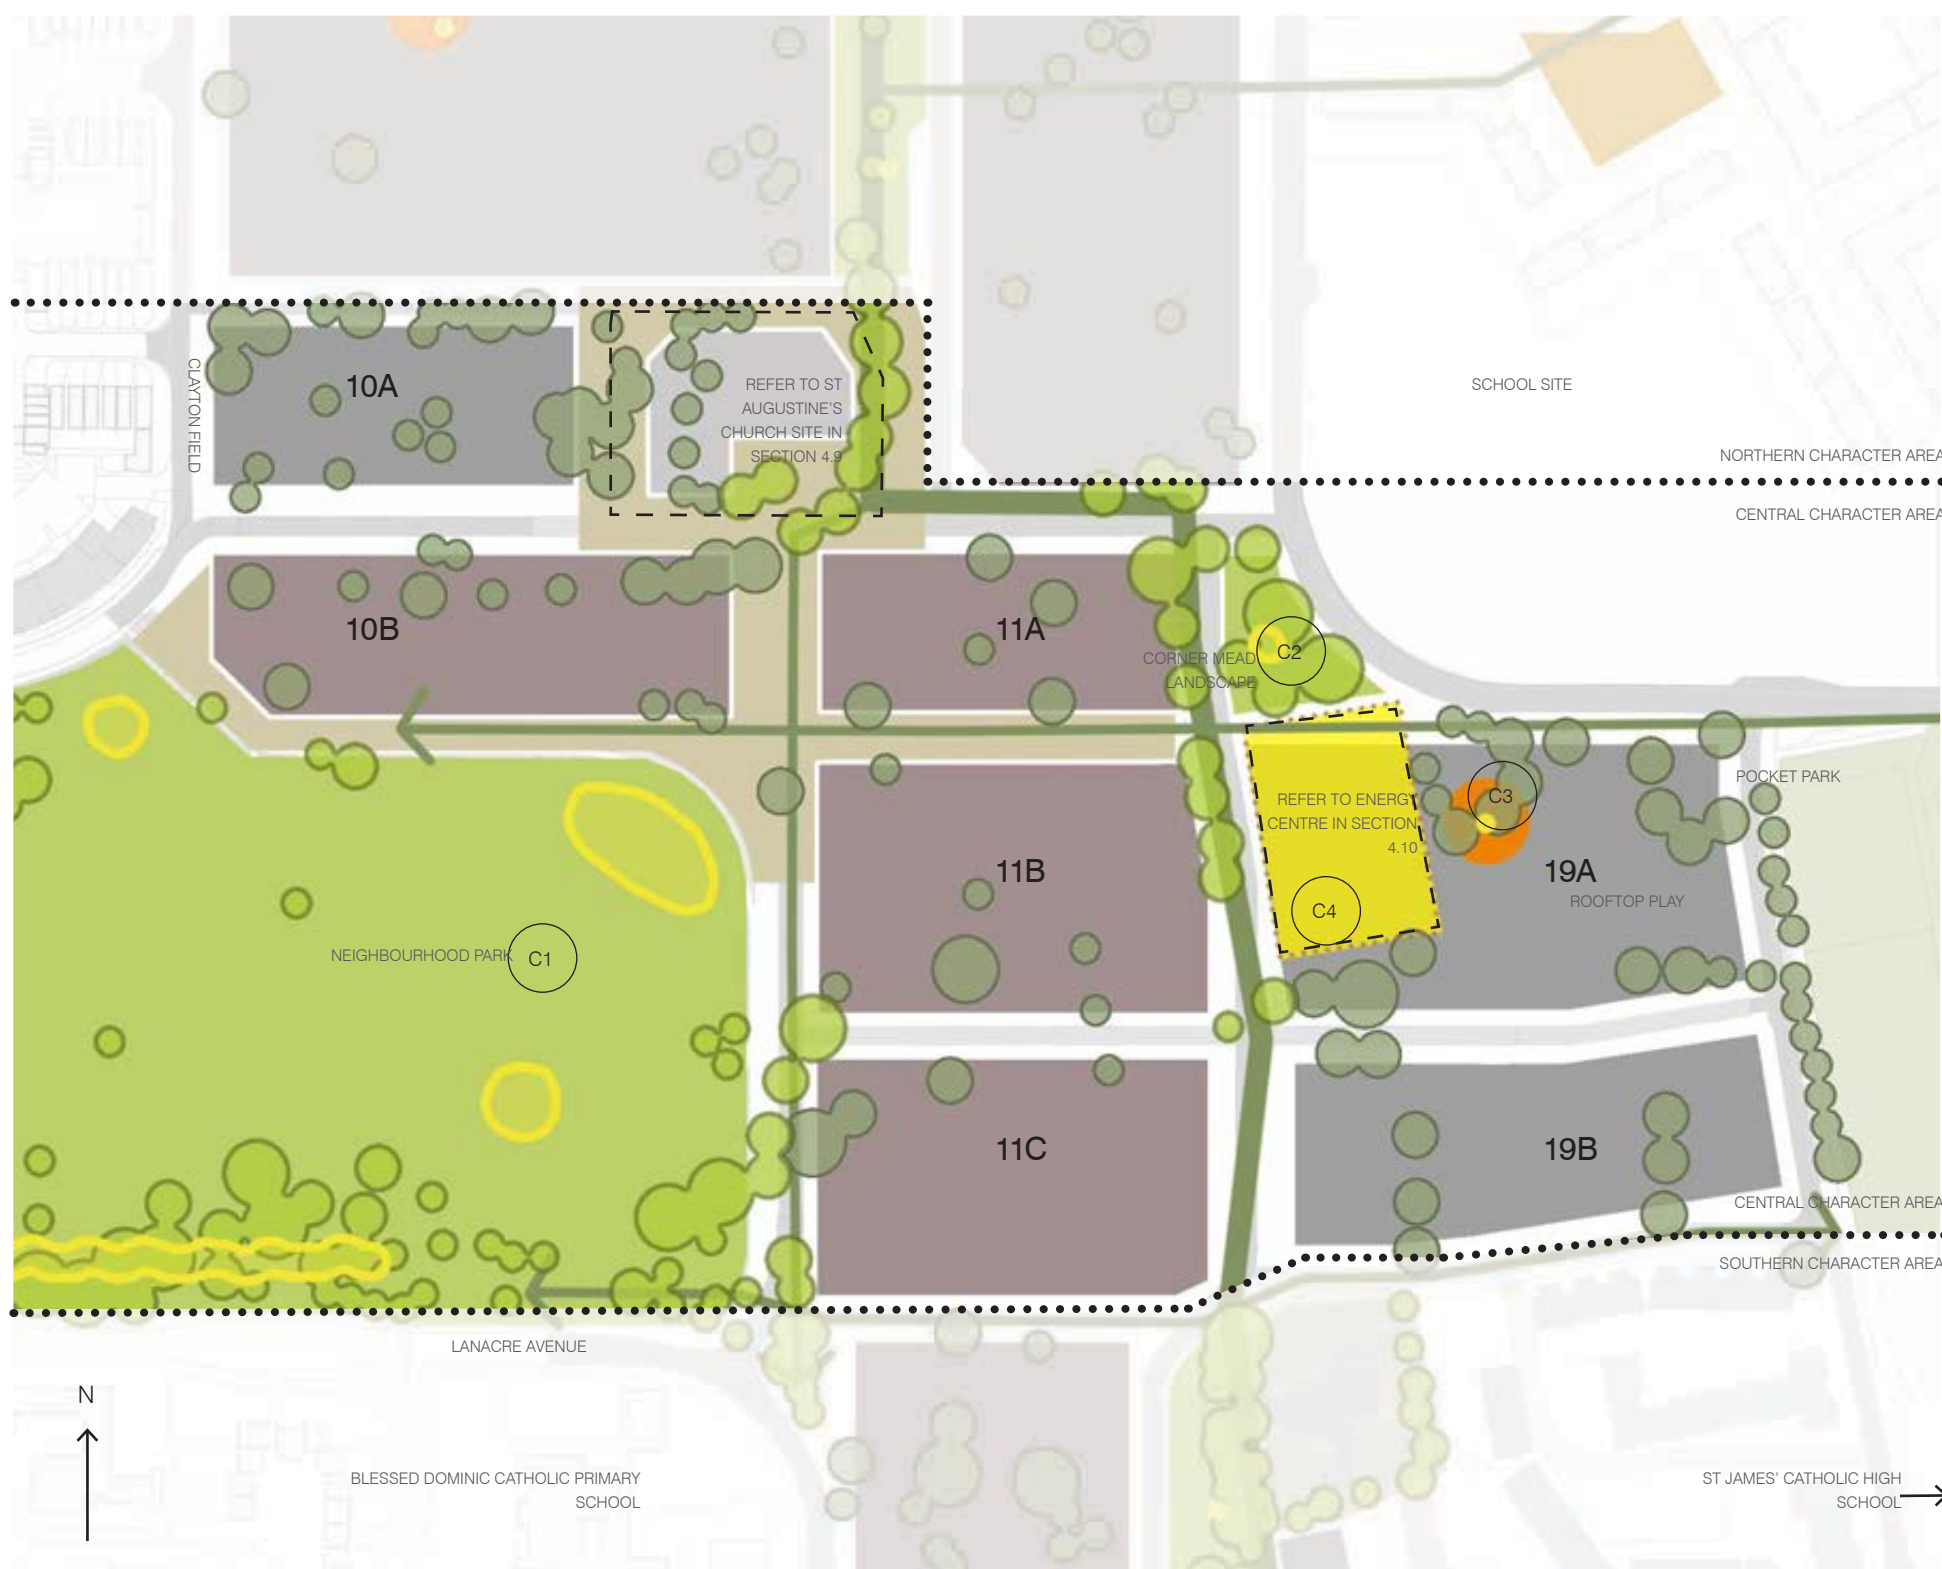 CLAYTON FIELD
10A
REFER TO ST
AUGUSTINE'S
CHURCH SITE IN
SECTION 4.9
SCHOOL SITE
NORTHERN CHARACTER AREA
CENTRAL CHARACTER AREA
10B
11A
CORNER MEAD
LANDSCAPE
C2
POCKET PARK
REFER TO ENERGY
CENTRE IN SECTION
4.10
C3
11B
19A
ROOFTOP PLAY
C4
NEIGHBOURHOOD PARK
C1
11C
19B
CENTRAL CHARACTER AREA
SOUTHERN CHARACTER AREA
LANACRE AVENUE
N
BLESSED DOMINIC CATHOLIC PRIMARY
SCHOOL
ST JAMES' CATHOLIC HIGH
SCHOOL